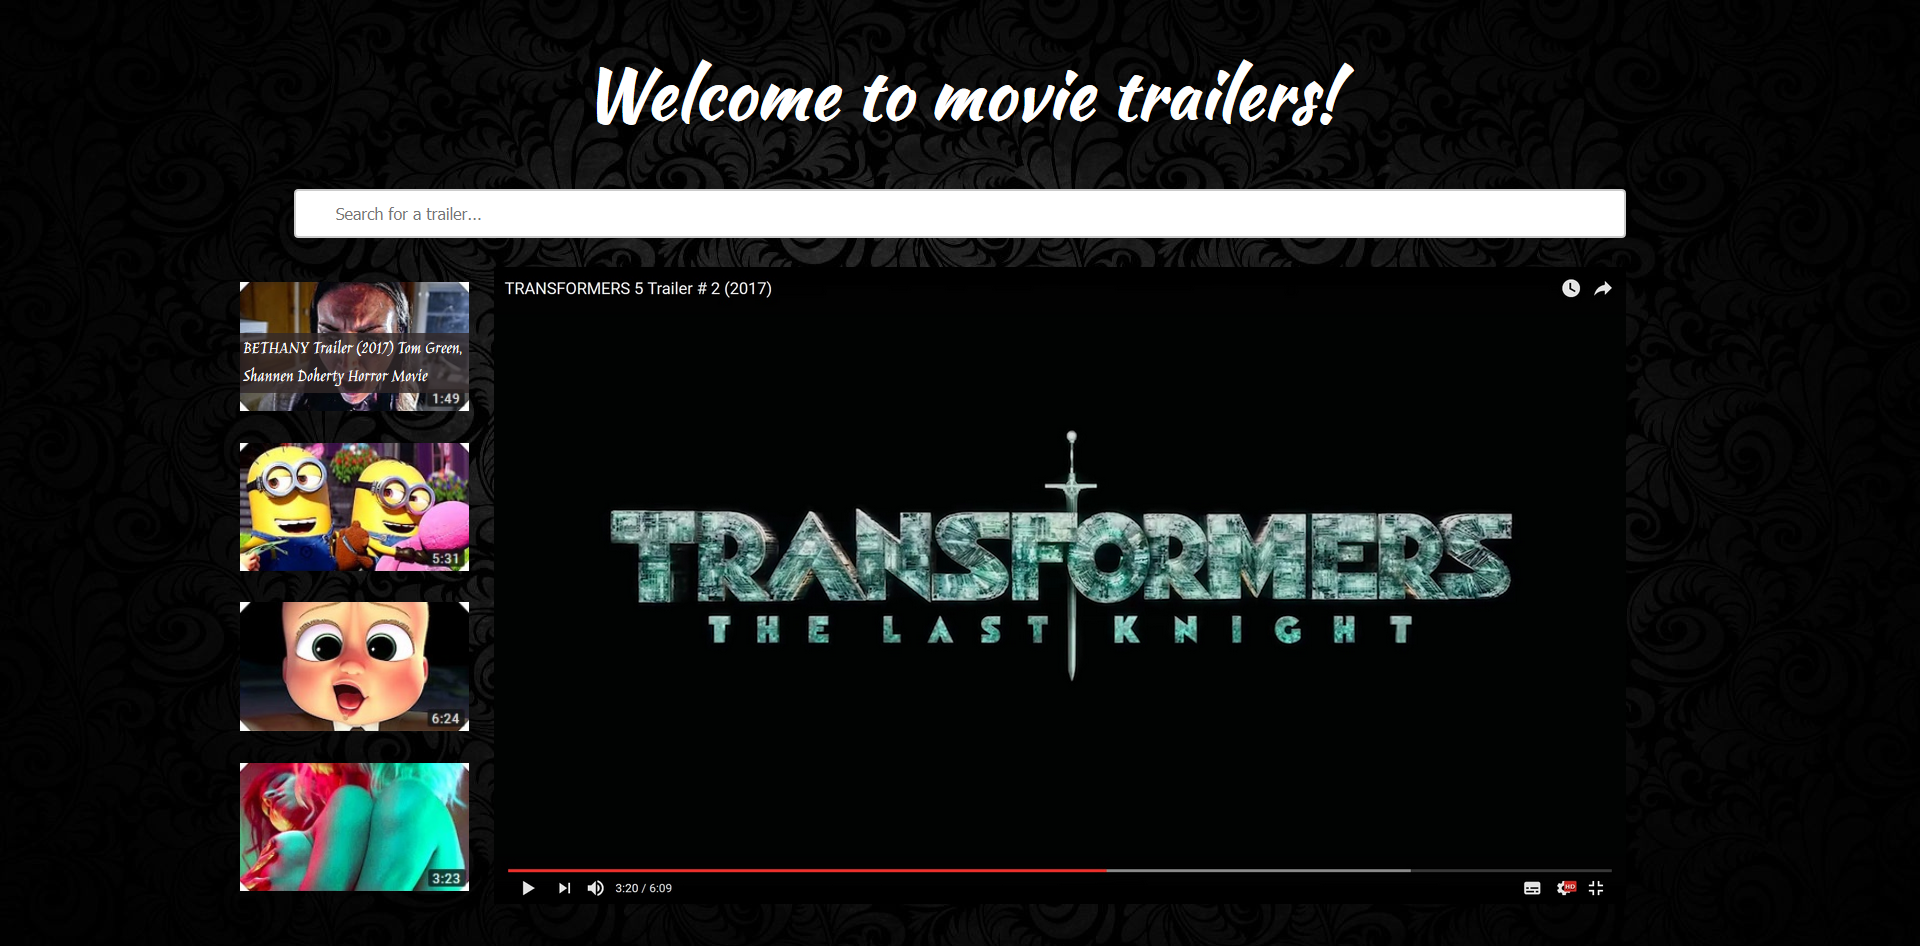 Welcome to movie trailers!
Search for a trailer...
BETHANY Trailer (2017) Tom Green,
Shannen Doherty Horror Movie
1:49
5:31
6:24
3:23
TRANSFORMERS 5 Trailer # 2 (2017)
TRANSFORMERS
THE LAST KNIGHT
3:20 / 6:09
HD